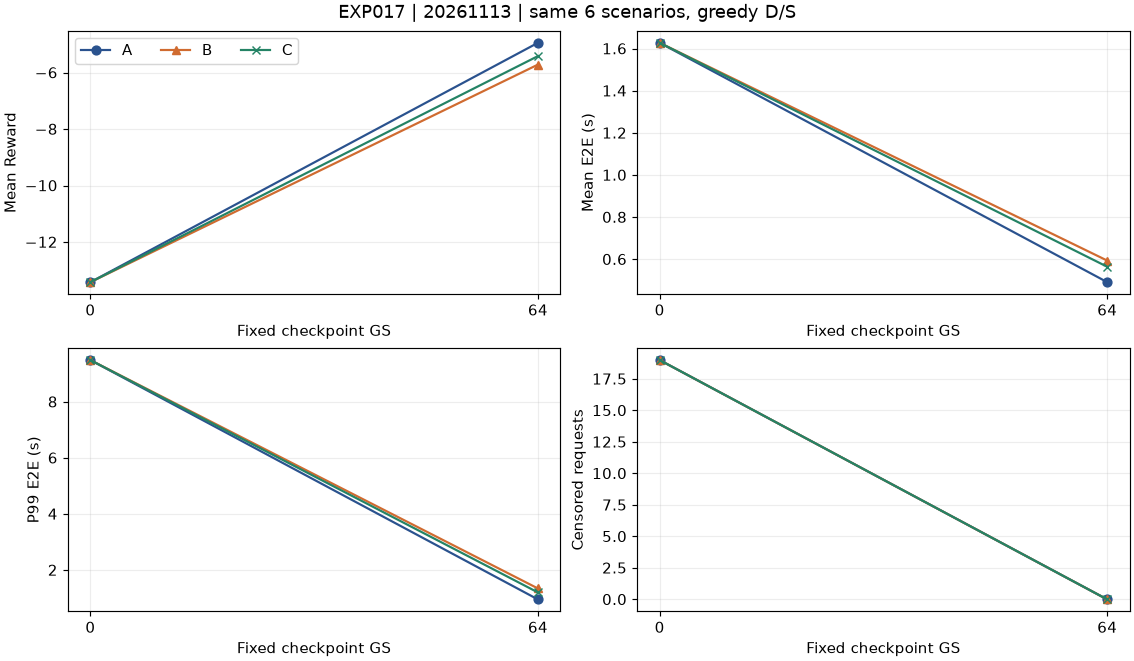 EXP017 | 20261113 | same 6 scenarios, greedy D/S
A B C
Mean Reward
−6
−8
−10
−12
0 64
Fixed checkpoint GS
Mean E2E (s)
1.6
1.4
1.2
1.0
0.8
0.6
0 64
Fixed checkpoint GS
P99 E2E (s)
8
6
4
2
0 64
Fixed checkpoint GS
Censored requests
17.5
15.0
12.5
10.0
7.5
5.0
2.5
0.0
0 64
Fixed checkpoint GS